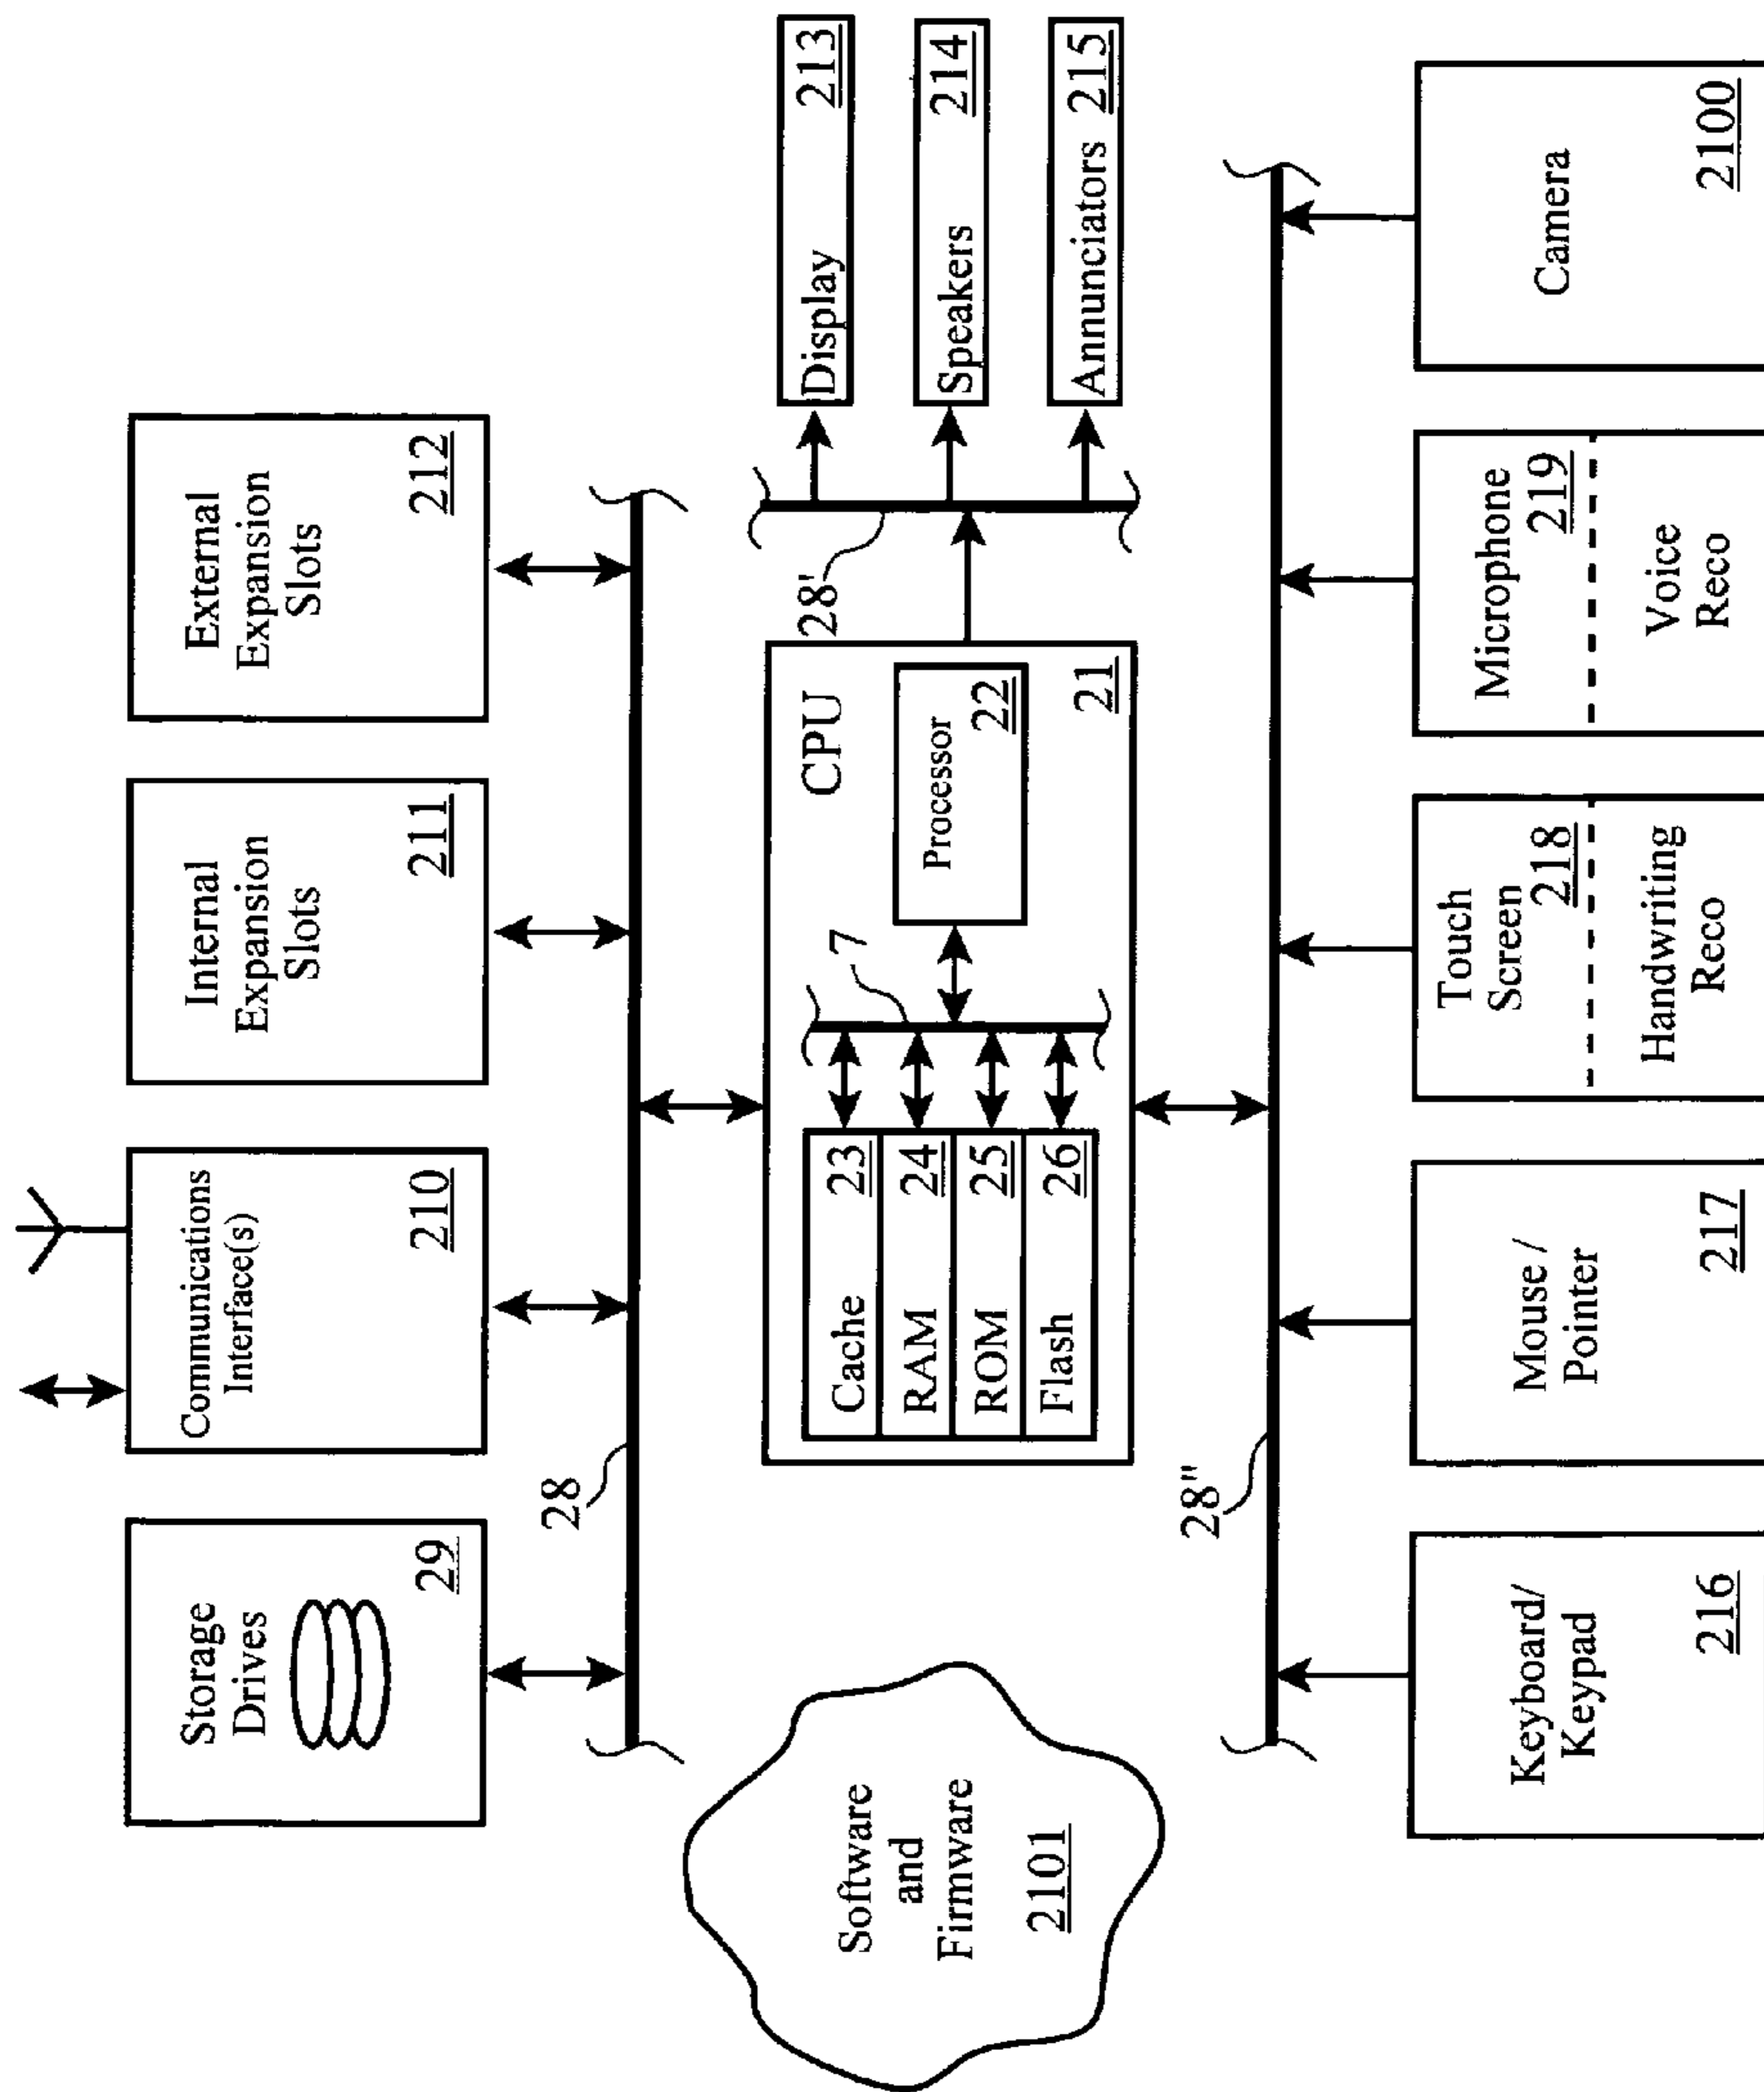 Storage
Drives
29
Communications
Interface(s)
210
Internal
Expansion
Slots
211
External
Expansion
Slots
212
28
Software
and
Firmware
2101
CPU
Cache 23
RAM 24
ROM 25
Flash 26
7
Processor
22
21
28'
Display 213
Speakers 214
Annunciators 215
28"
Keyboard/
Keypad
216
Mouse /
Pointer
217
Touch
Screen
218
Handwriting
Reco
Microphone
219
Voice
Reco
Camera
2100